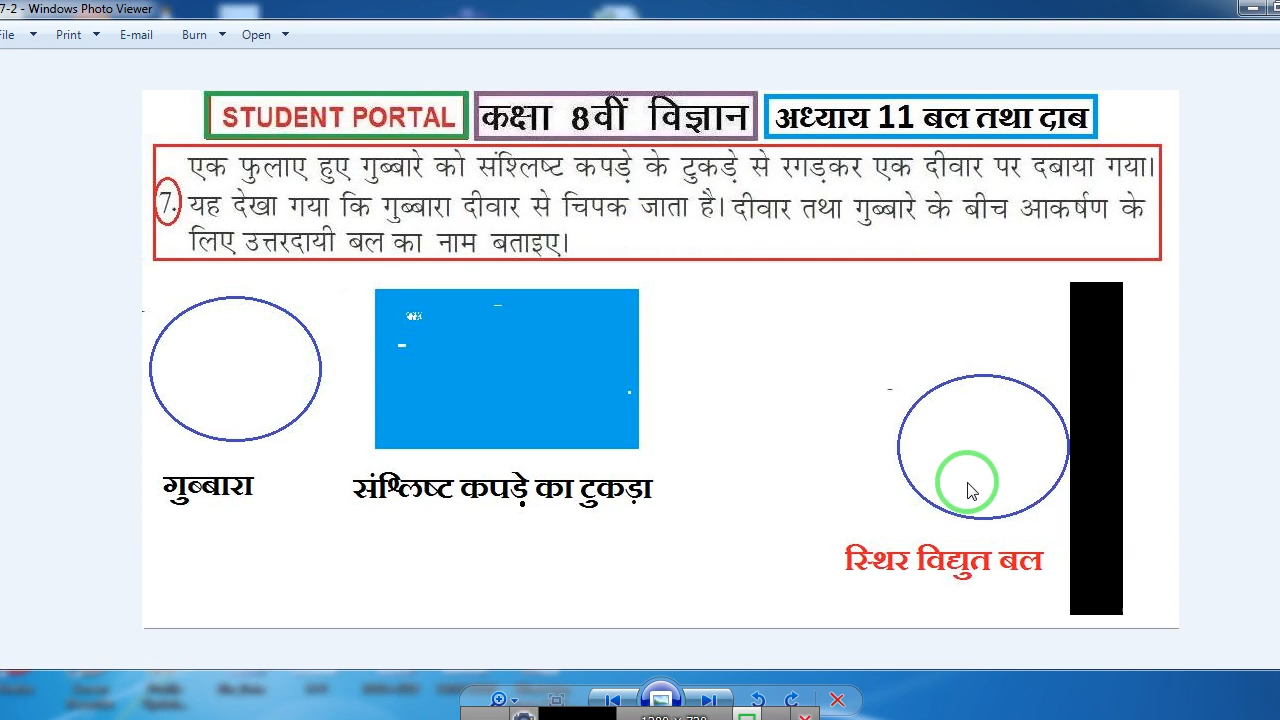 7-2 - Windows Photo Viewer
File Print E-mail Burn Open
STUDENT PORTAL कक्षा 8वीं विज्ञान अध्याय 11 बल तथा दाब
एक फुलाए हुए गुब्बारे को संश्लिष्ट कपड़े के टुकड़े से रगड़कर एक दीवार पर दबाया गया।
7. यह देखा गया कि गुब्बारा दीवार से चिपक जाता है। दीवार तथा गुब्बारे के बीच आकर्षण के
लिए उत्तरदायी बल का नाम बताइए।
गुब्बारा संश्लिष्ट कपड़े का टुकड़ा
स्थिर विद्युत बल